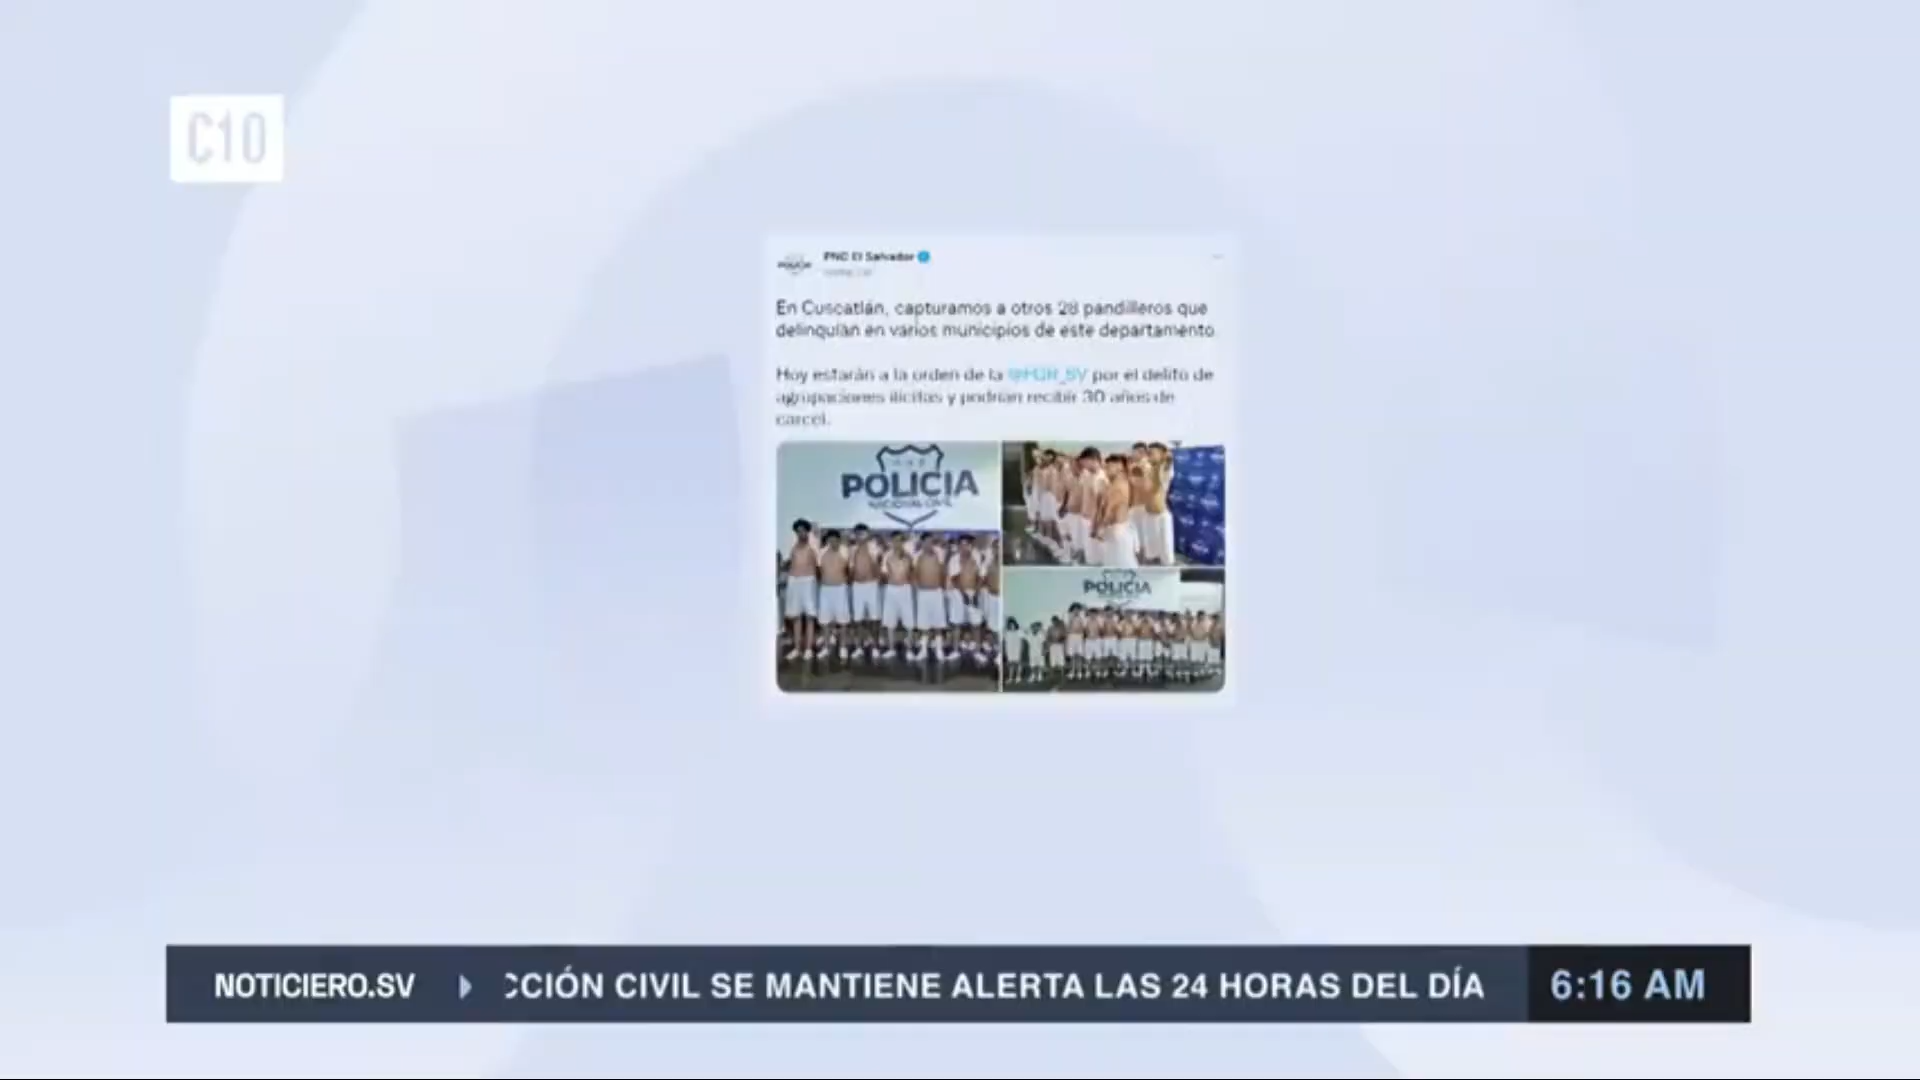 C10
PNC El Salvador
En Cuscatlán, capturamos a otros 28 pandilleros que
delinquían en varios municipios de este departamento.
Hoy estarán a la orden de la @FGR_SV por el delito de
agrupaciones ilícitas y podrían recibir 30 años de
cárcel.
POLICIA
NACIONAL CIVIL
POLICIA
NOTICIERO.SV
CCIÓN CIVIL SE MANTIENE ALERTA LAS 24 HORAS DEL DÍA
6:16 AM